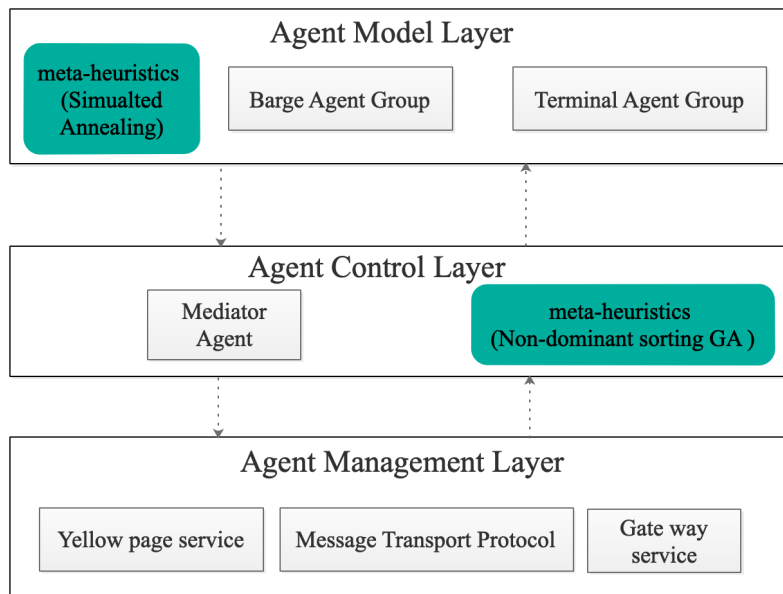 Agent Model Layer
meta-heuristics
(Simualted
Annealing)
Barge Agent Group
Terminal Agent Group
Agent Control Layer
Mediator
Agent
meta-heuristics
(Non-dominant sorting GA )
Agent Management Layer
Yellow page service
Message Transport Protocol
Gate way
service